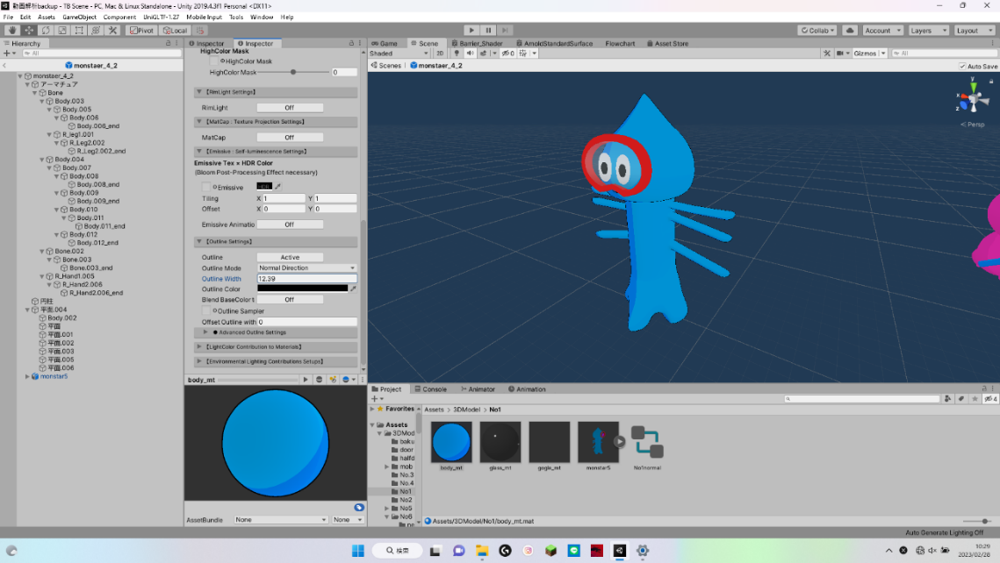 動画解析backup - TB Scene - PC, Mac & Linux Standalone - Unity 2019.4.3f1 Personal <DX11>
File Edit Assets GameObject Component UniGLTF-1.27 Mobile Input Tools Window Help
Pivot Local Collab Account Layers Layout
Hierarchy
All
monstaer_4_2
monstaer_4_2
アーマチュア
Bone
Body.003
Body.005
Body.006
Body.006_end
R_leg1.001
R_Leg2.002
R_Leg2.002_end
Body.004
Body.007
Body.008
Body.008_end
Body.009
Body.009_end
Body.010
Body.011
Body.011_end
Body.012
Body.012_end
Bone.002
Bone.003
Bone.003_end
R_Hand1.005
R_Hand2.006
R_Hand2.006_end
円柱
平面.004
Body.002
平面
平面.001
平面.002
平面.003
平面.005
平面.006
monstar5
Inspector Inspector
HighColor Mask
HighColor Mask
HighColor Mask 0
【RimLight Settings】
RimLight Off
【MatCap : Texture Projection Settings】
MatCap Off
【Emissive : Self-luminescence Settings】
Emissive Tex × HDR Color
(Bloom Post-Processing Effect necessary)
Emissive HDR
Tiling X 1 Y 1
Offset X 0 Y 0
Emissive Animatio Off
【Outline Settings】
Outline Active
Outline Mode Normal Direction
Outline Width 12.39
Outline Color
Blend BaseColor t Off
Outline Sampler
Offset Outline with 0
● Advanced Outline Settings
【LightColor Contribution to Materials】
【Environmental Lighting Contributions Setups】
body_mt
AssetBundle None None
Game Scene Barrier_Shader ArnoldStandardSurface Flowchart Asset Store
Shaded 2D 0 Gizmos All
Scenes monstaer_4_2 Auto Save
y
x
z
Persp
Project Console Animator Animation
4
Favorites
Assets
3DMod
baku
door
halfd
mob
No.3
No.4
No1
No2
No5
No6
Assets > 3DModel > No1
body_mt glass_mt gogle_mt monstar5 No1normal
Assets/3DModel/No1/body_mt.mat
Auto Generate Lighting Off
検索
10:29
2023/02/28